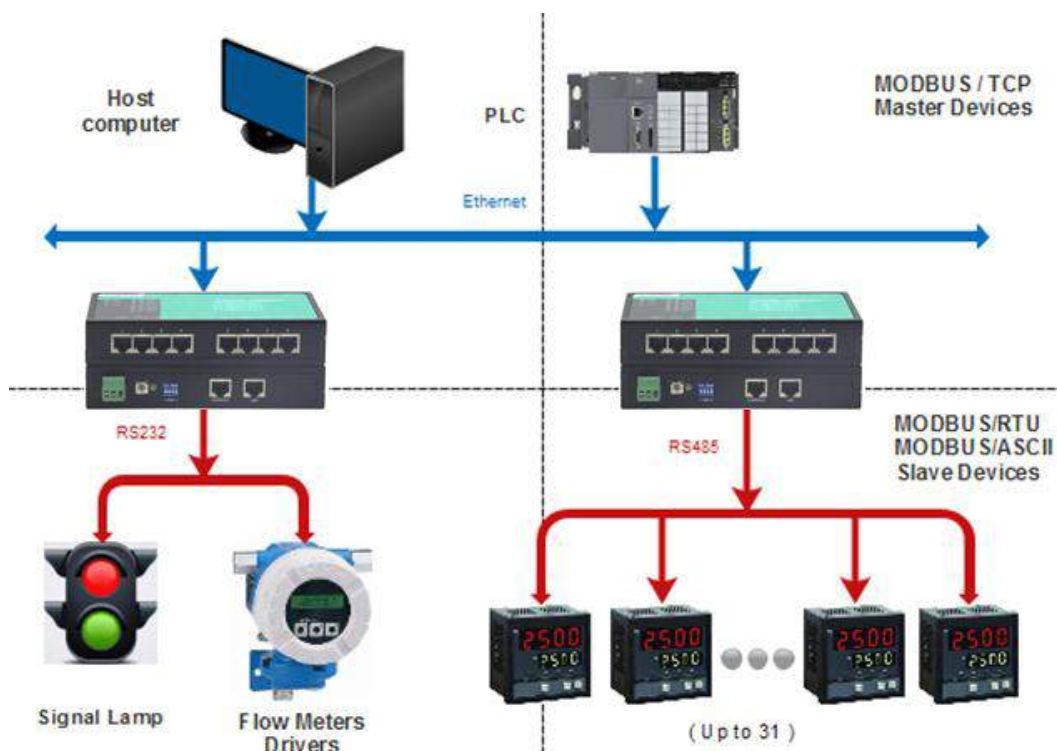 Host
computer
PLC
MODBUS / TCP
Master Devices
Ethernet
RS232
RS485
MODBUS/RTU
MODBUS/ASCII
Slave Devices
2500
2500
2500
2500
2500
2500
2500
2500
Signal Lamp
Flow Meters
Drivers
( Up to 31 )